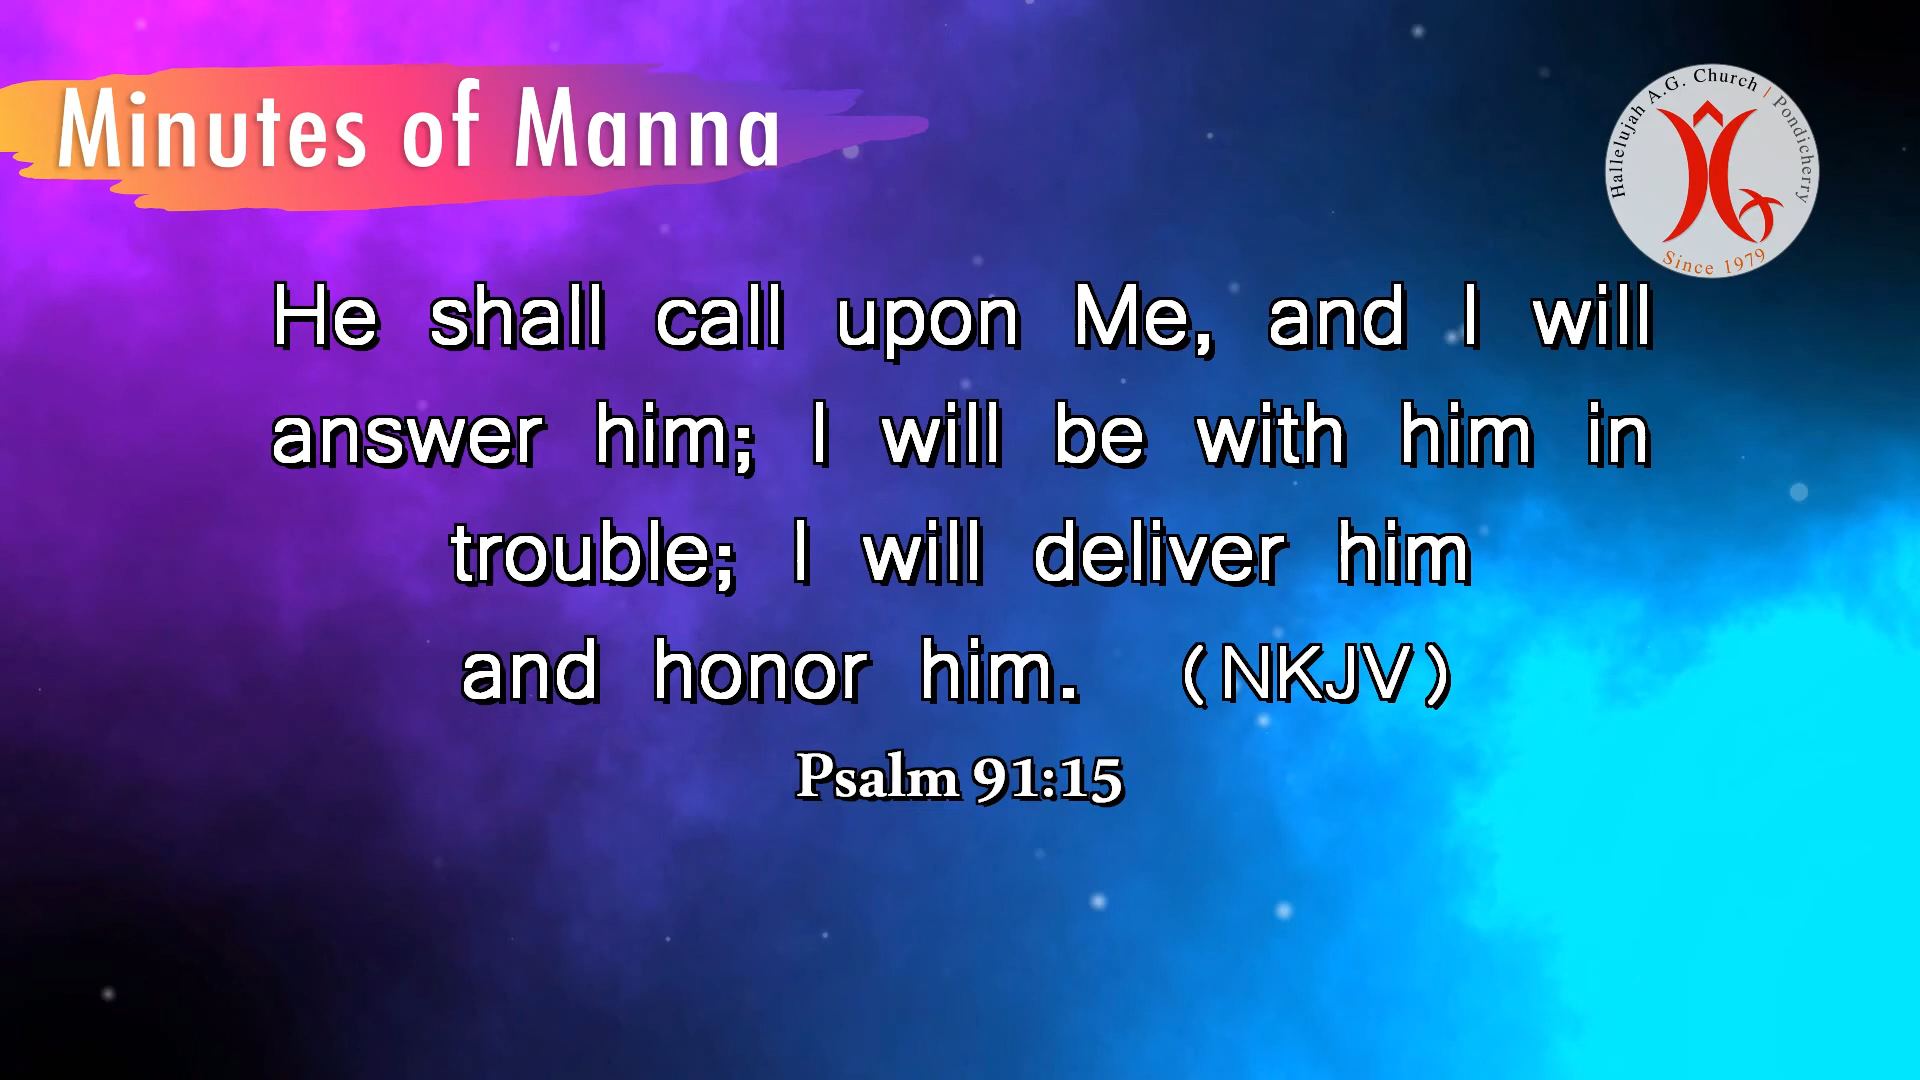 Minutes of Manna
Hallelujah A.G. Church | Pondicherry
Since 1979
He shall call upon Me, and I will
answer him; I will be with him in
trouble; I will deliver him
and honor him. (NKJV)
Psalm 91:15